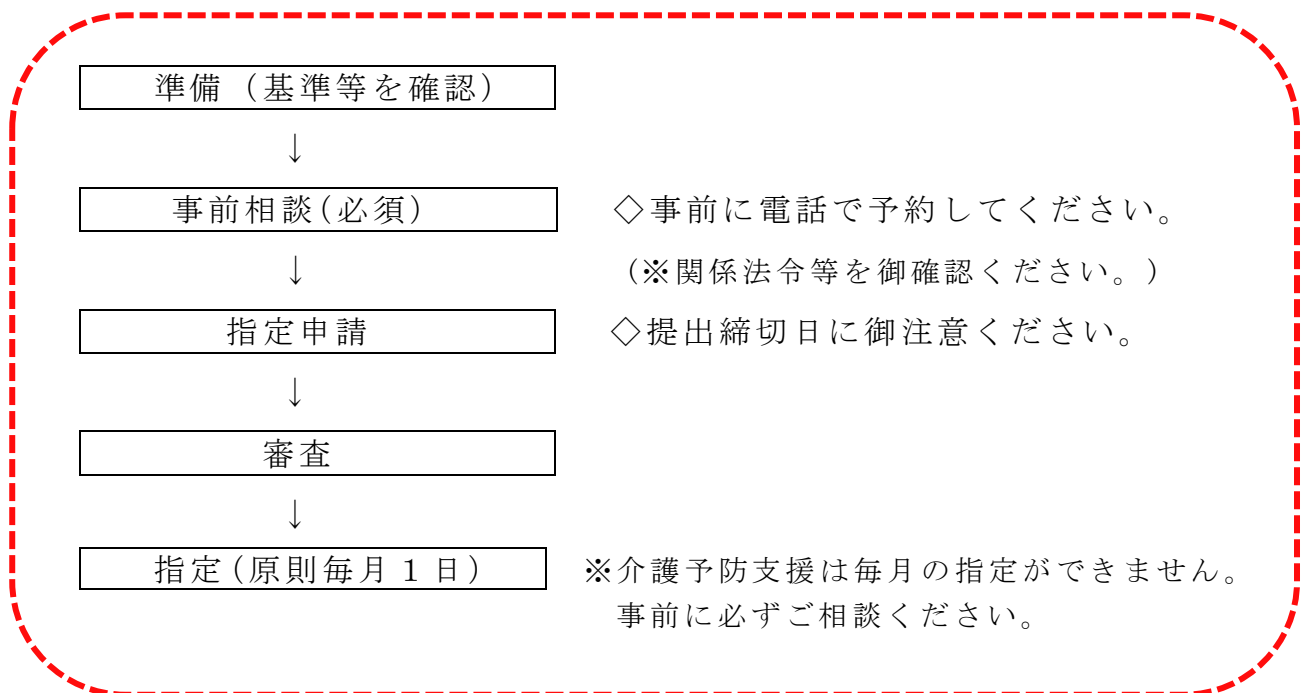 準備（基準等を確認）
↓
事前相談(必須) ◇事前に電話で予約してください。
↓ （※関係法令等を御確認ください。）
指定申請 ◇提出締切日に御注意ください。
↓
審査
↓
指定(原則毎月１日) ※介護予防支援は毎月の指定ができません。
事前に必ずご相談ください。